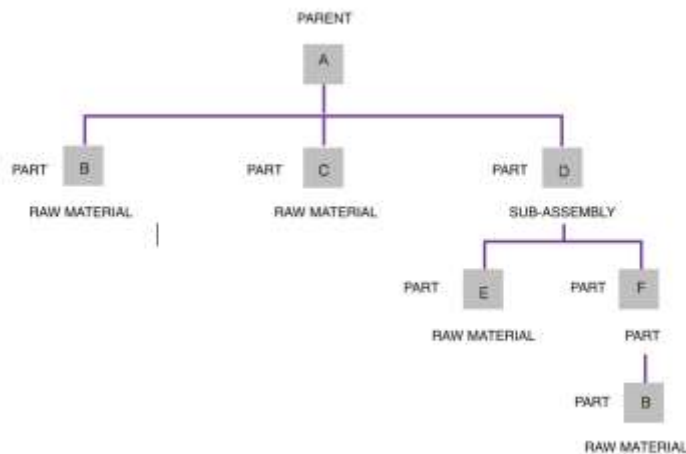 PARENT
A
PART B
PART C
PART D
RAW MATERIAL
RAW MATERIAL
SUB-ASSEMBLY
PART E
PART F
RAW MATERIAL
PART
PART B
RAW MATERIAL